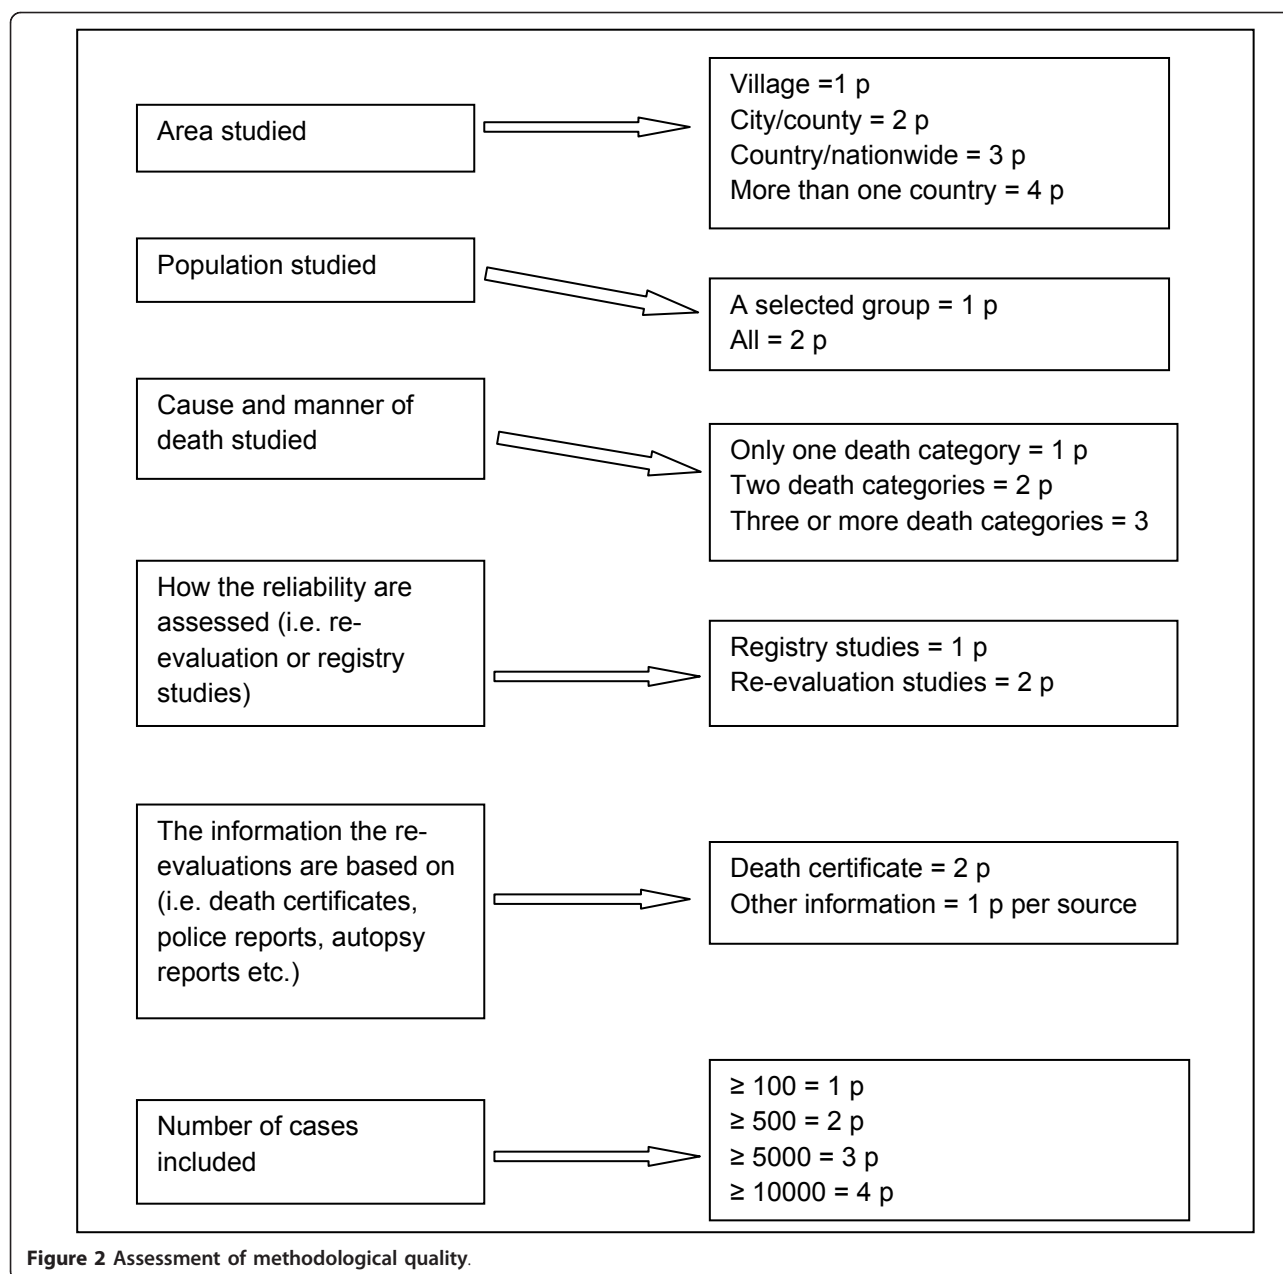 Area studied
Village =1 p
City/county = 2 p
Country/nationwide = 3 p
More than one country = 4 p
Population studied
A selected group = 1 p
All = 2 p
Cause and manner of
death studied
Only one death category = 1 p
Two death categories = 2 p
Three or more death categories = 3
How the reliability are
assessed (i.e. re-
evaluation or registry
studies)
Registry studies = 1 p
Re-evaluation studies = 2 p
The information the re-
evaluations are based on
(i.e. death certificates,
police reports, autopsy
reports etc.)
Death certificate = 2 p
Other information = 1 p per source
Number of cases
included
≥ 100 = 1 p
≥ 500 = 2 p
≥ 5000 = 3 p
≥ 10000 = 4 p
Figure 2 Assessment of methodological quality.